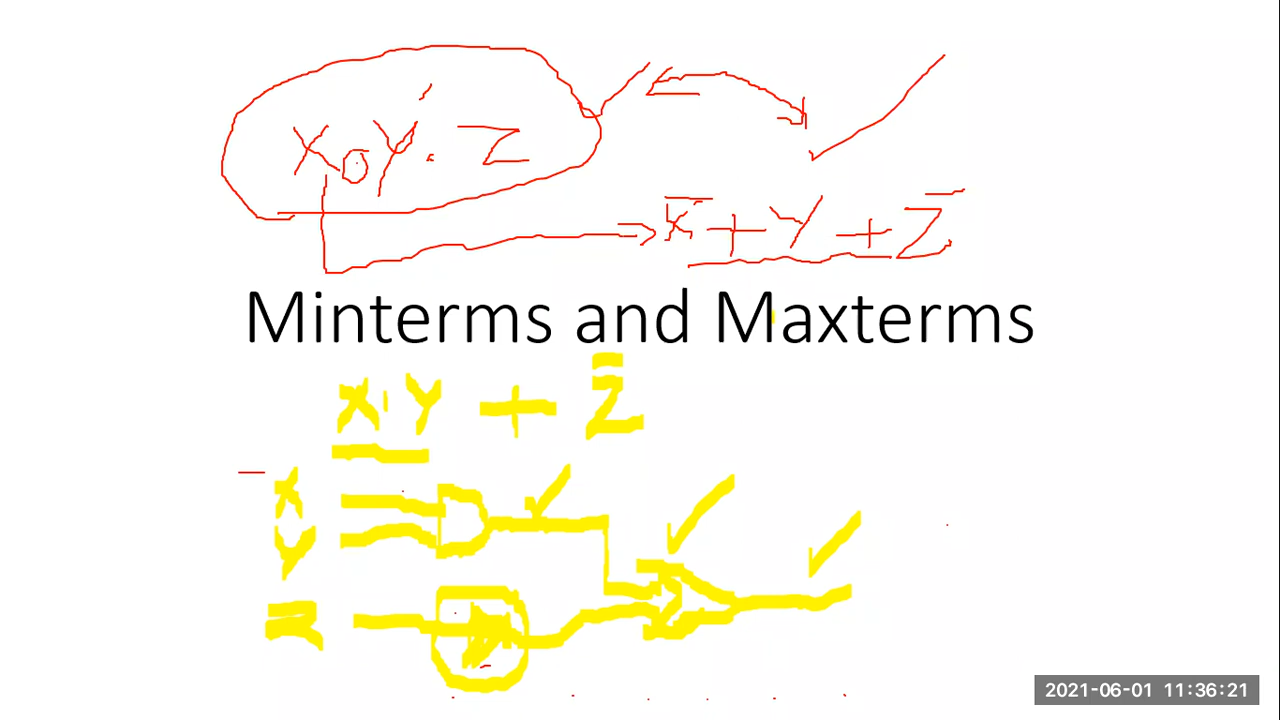 X.Y'.Z
X̅+Y+Z̅
Minterms and Maxterms
X.Y + Z̅
X
Y
Z
2021-06-01 11:36:21